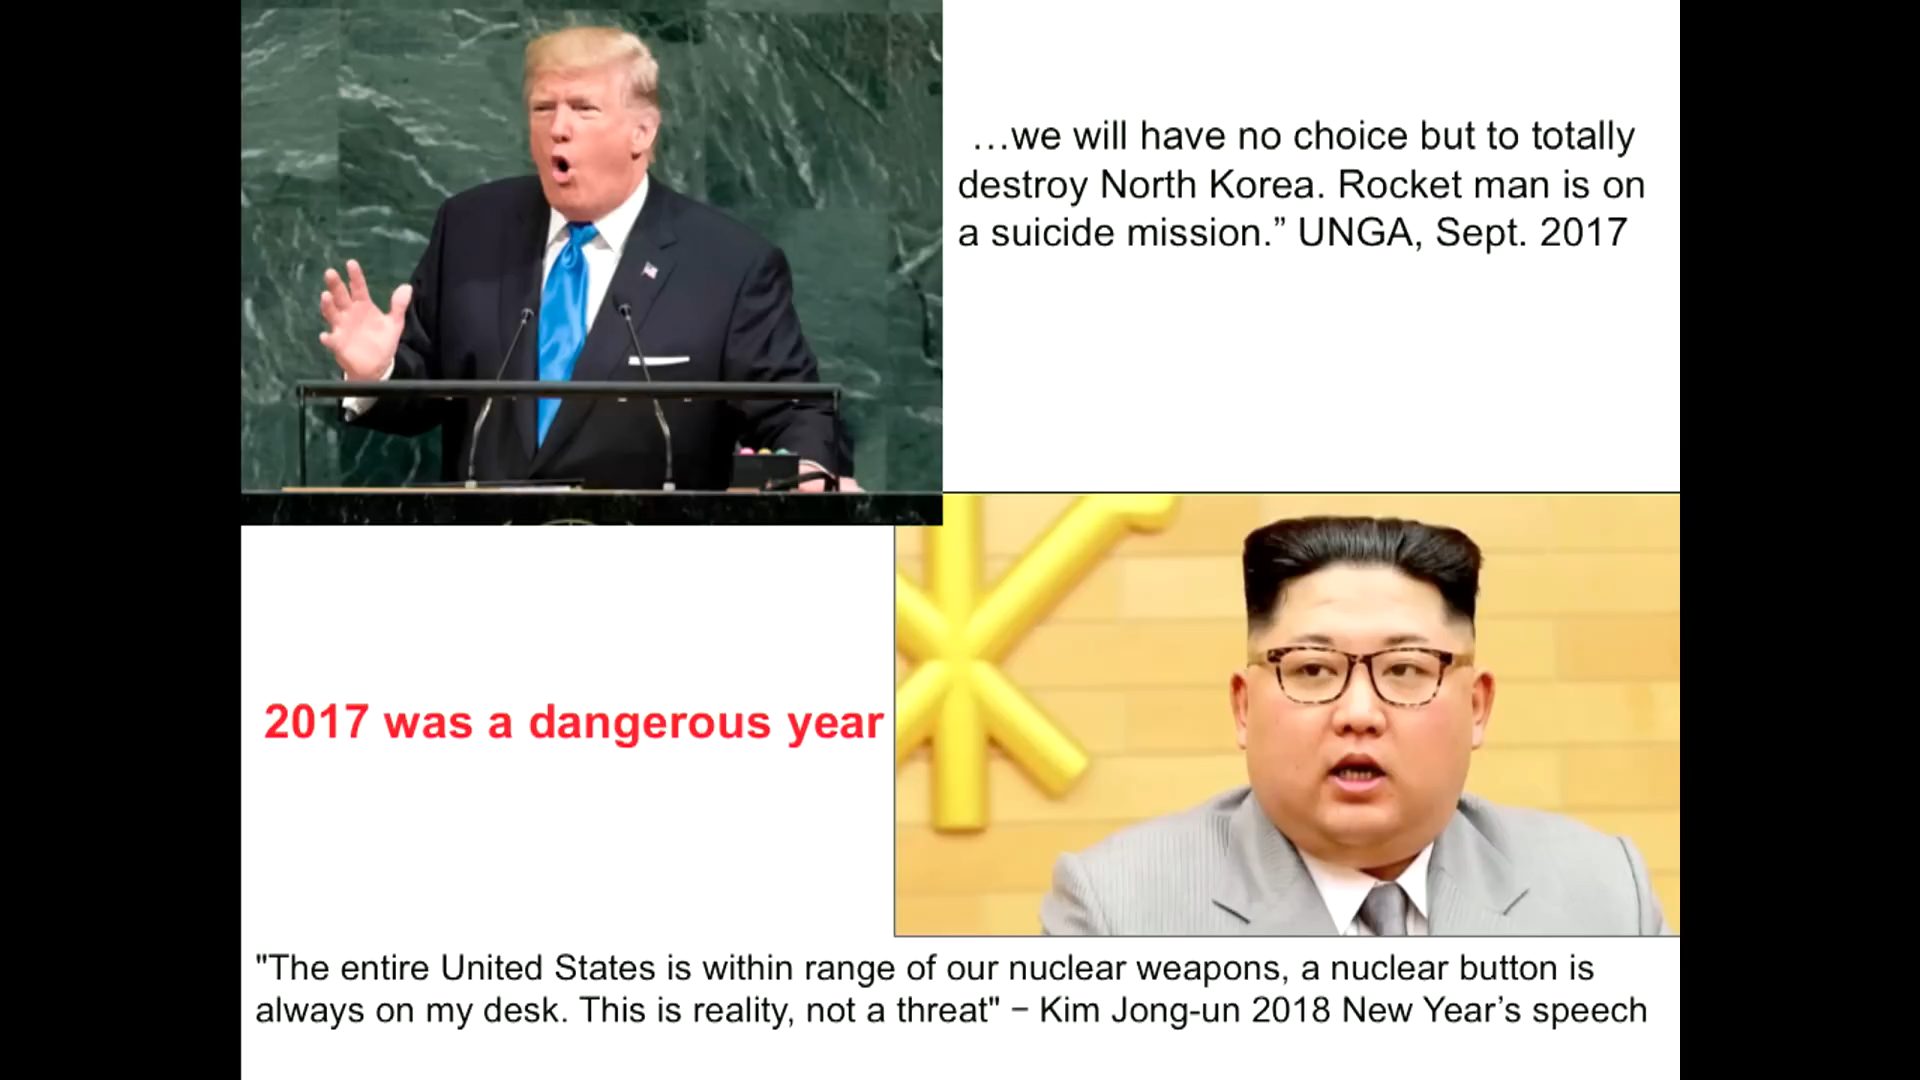 …we will have no choice but to totally
destroy North Korea. Rocket man is on
a suicide mission.” UNGA, Sept. 2017
2017 was a dangerous year
"The entire United States is within range of our nuclear weapons, a nuclear button is
always on my desk. This is reality, not a threat" − Kim Jong-un 2018 New Year’s speech